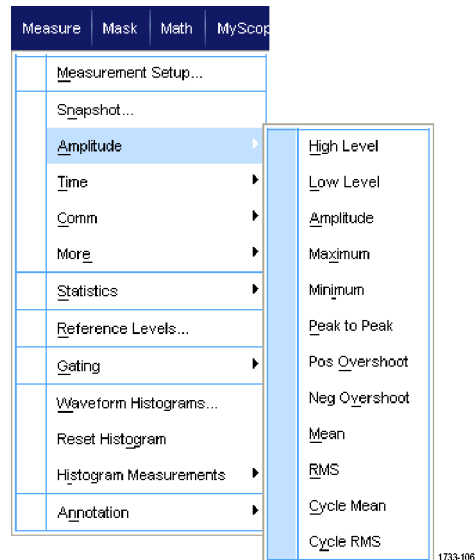 Measure Mask Math MyScop
Measurement Setup...
Snapshot...
Amplitude
Time
Comm
More
Statistics
Reference Levels...
Gating
Waveform Histograms...
Reset Histogram
Histogram Measurements
Annotation
High Level
Low Level
Amplitude
Maximum
Minimum
Peak to Peak
Pos Overshoot
Neg Overshoot
Mean
RMS
Cycle Mean
Cycle RMS
1733-106